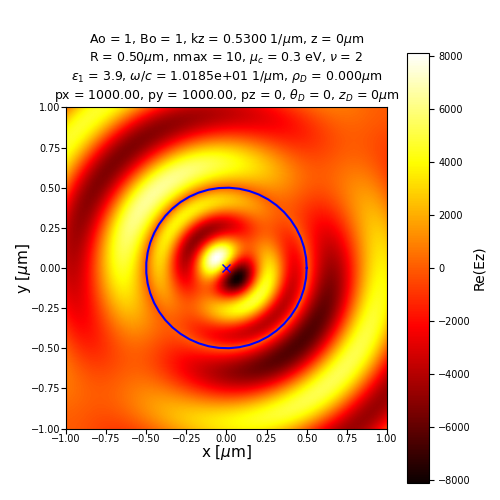 Ao = 1, Bo = 1, kz = 0.5300 1/μm, z = 0μm
R = 0.50μm, nmax = 10, μc = 0.3 eV, ν = 2
ε1 = 3.9, ω/c = 1.0185e+01 1/μm, ρD = 0.000μm
px = 1000.00, py = 1000.00, pz = 0, θD = 0, zD = 0μm
1.00
0.75
0.50
0.25
0.00
−0.25
−0.50
−0.75
−1.00
y [μm]
−1.00 −0.75 −0.50 −0.25 0.00 0.25 0.50 0.75 1.00
x [μm]
8000
6000
4000
2000
0
−2000
−4000
−6000
−8000
Re(Ez)